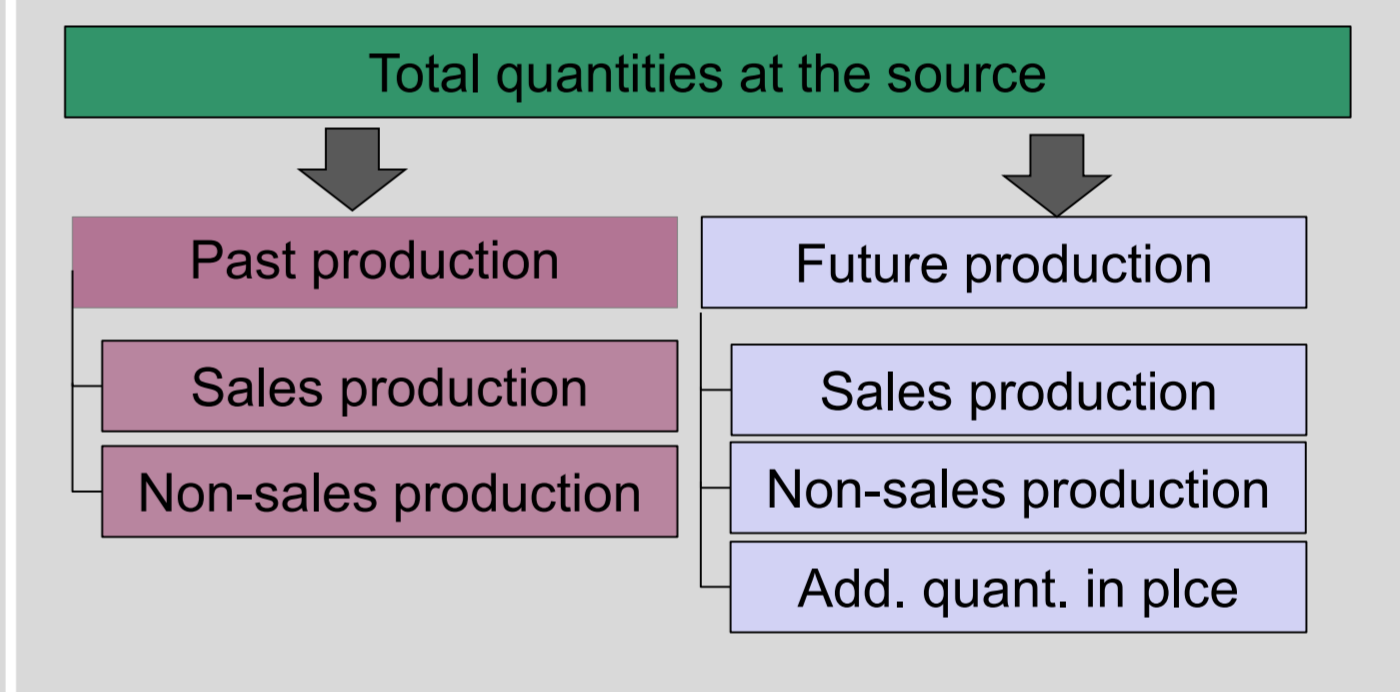 Total quantities at the source
Past production
Sales production
Non-sales production
Future production
Sales production
Non-sales production
Add. quant. in plce